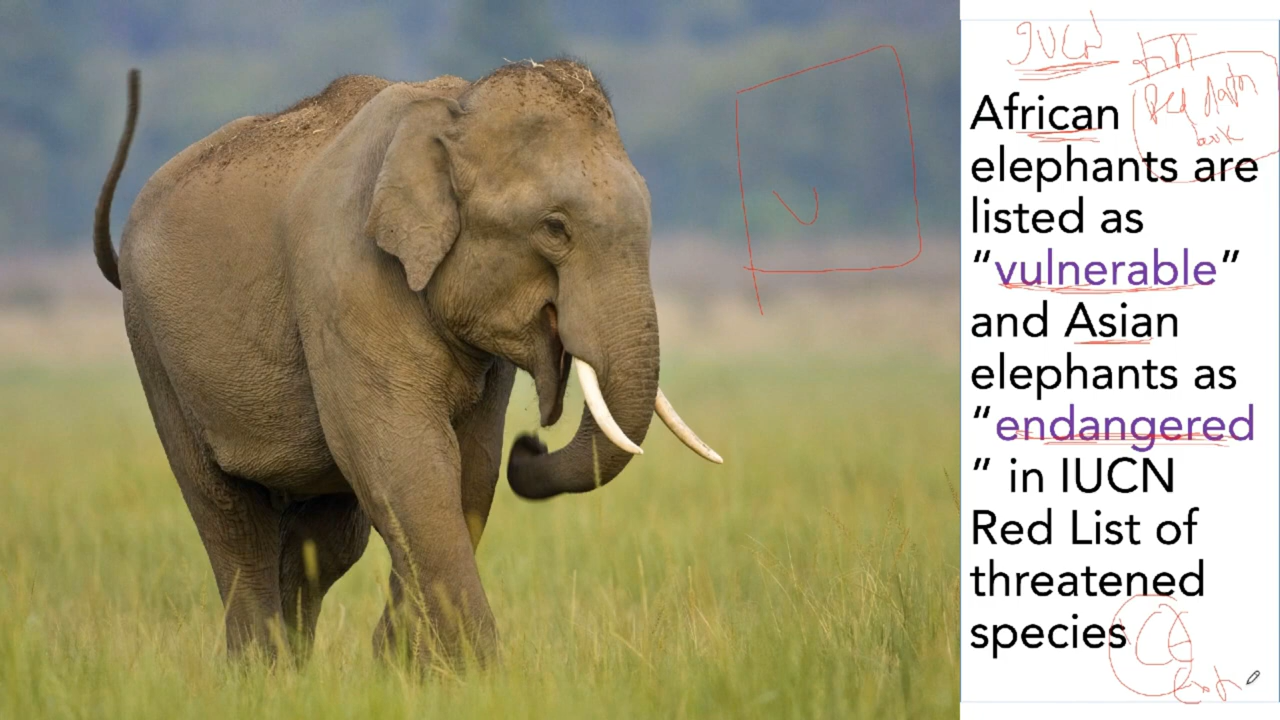 IUCN
Red data
book
African
elephants are
listed as
“vulnerable”
and Asian
elephants as
“endangered
” in IUCN
Red List of
threatened
species